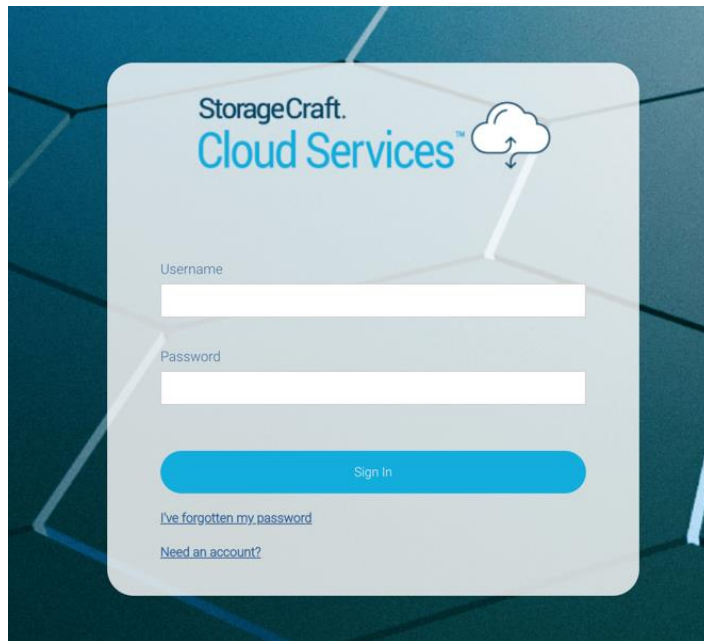 StorageCraft.
Cloud Services™
Username
Password
Sign In
I've forgotten my password
Need an account?